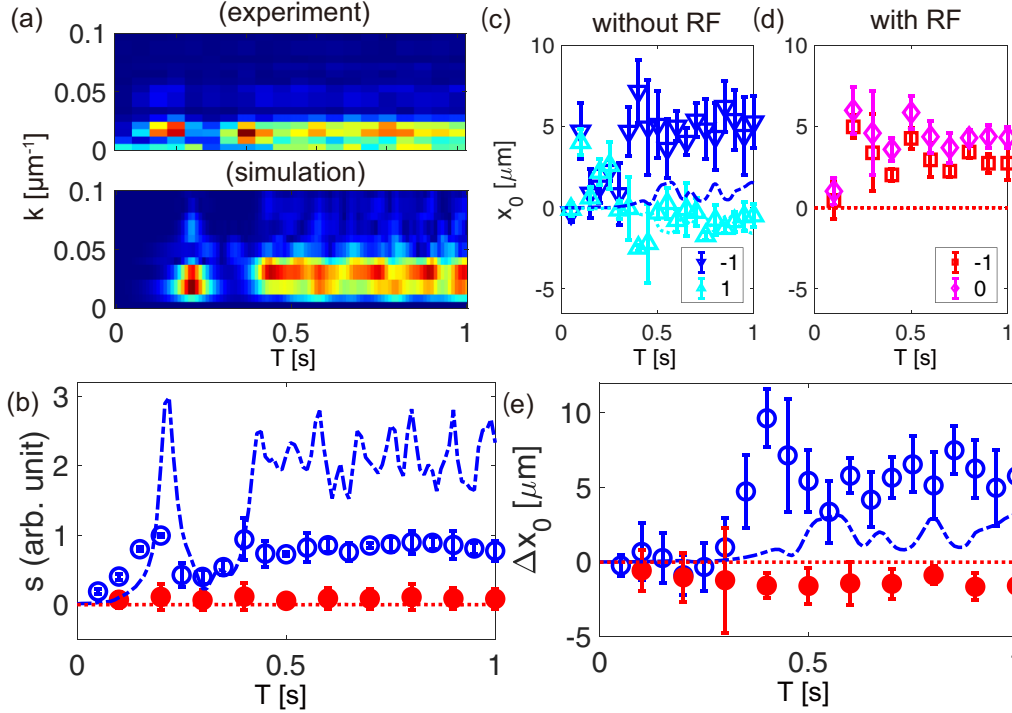 (a)
(experiment)
0.1
0.05
0
k [μm⁻¹]
(simulation)
0.1
0.05
0
0
0.5
1
T [s]
(c)
without RF
10
5
0
-5
x₀ [μm]
0
0.5
1
T [s]
-1
1
(d)
with RF
10
5
0
-5
0
0.5
1
T [s]
-1
0
(b)
3
2
1
0
s (arb. unit)
0
0.5
1
T [s]
(e)
10
5
0
-5
Δx₀ [μm]
0
0.5
1
T [s]